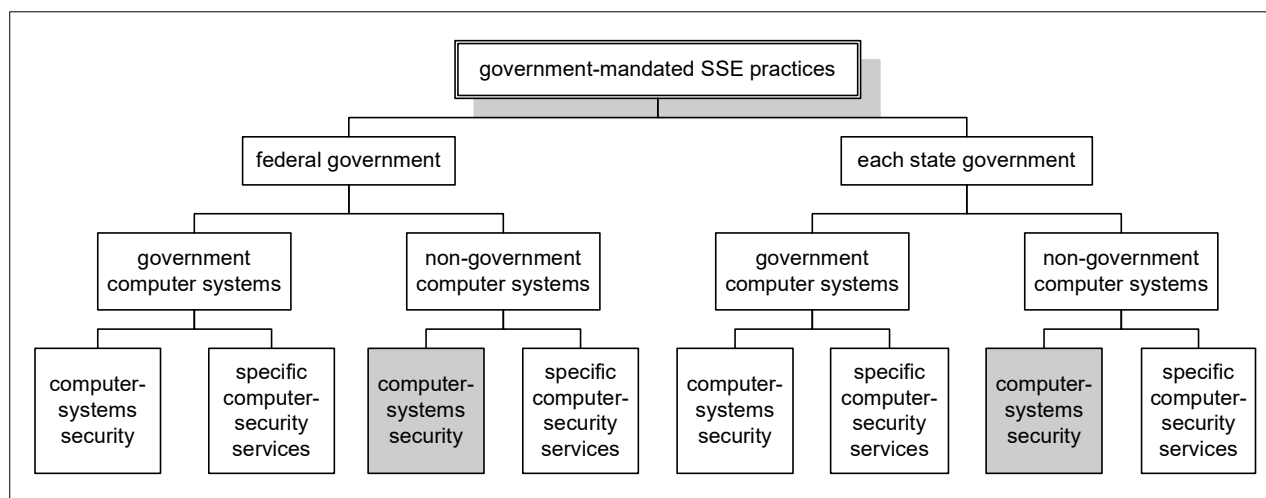 government-mandated SSE practices
federal government
each state government
government
computer systems
non-government
computer systems
government
computer systems
non-government
computer systems
computer-
systems
security
specific
computer-
security
services
computer-
systems
security
specific
computer-
security
services
computer-
systems
security
specific
computer-
security
services
computer-
systems
security
specific
computer-
security
services